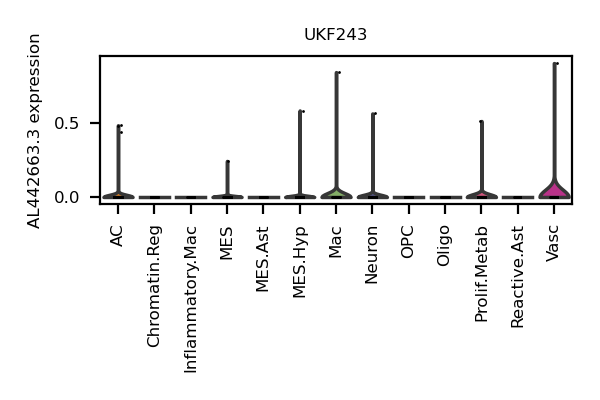 UKF243
AL442663.3 expression
0.5
0.0
AC
Chromatin.Reg
Inflammatory.Mac
MES
MES.Ast
MES.Hyp
Mac
Neuron
OPC
Oligo
Prolif.Metab
Reactive.Ast
Vasc